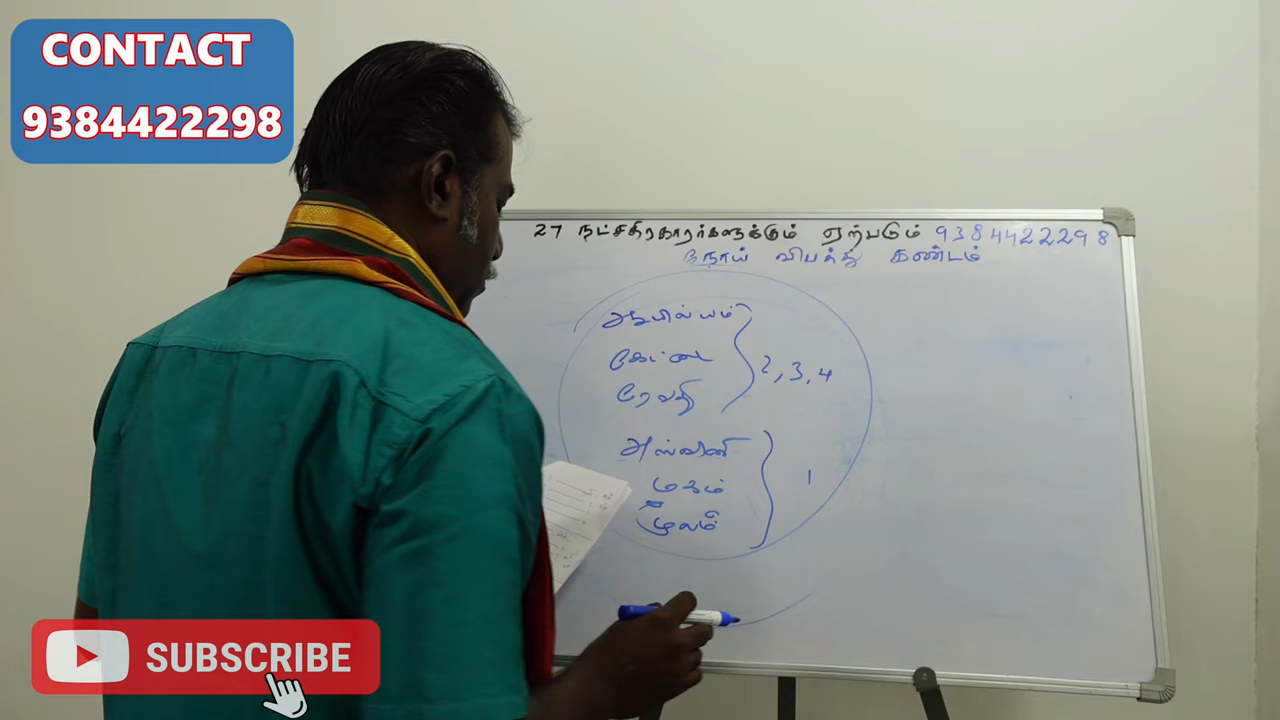 CONTACT
9384422298
27 நட்சதிரகாரர்களுக்கும் ஏற்படும் 9384422298
நோய் விபத்து கண்டம்
ஆயில்யம்
கேட்டை
ரேவதி
2, 3, 4
அஸ்வினி
மகம்
மூலம்
1
SUBSCRIBE